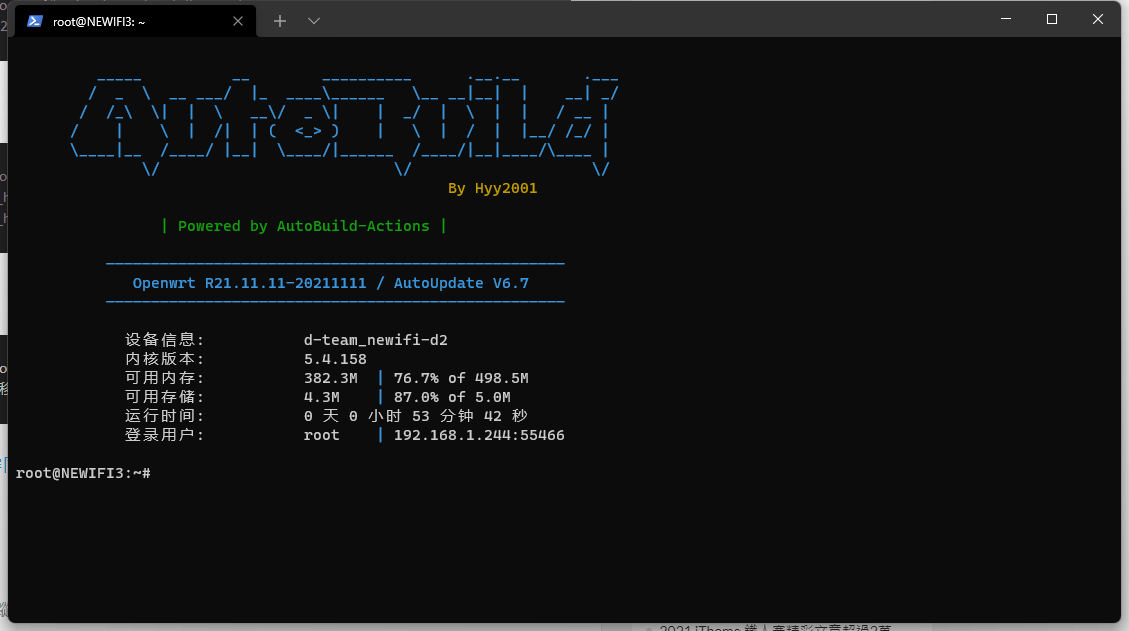 root@NEWIFI3: ~
AutoBuild
By Hyy2001
| Powered by AutoBuild-Actions |
Openwrt R21.11.11-20211111 / AutoUpdate V6.7
设备信息: d-team_newifi-d2
内核版本: 5.4.158
可用内存: 382.3M | 76.7% of 498.5M
可用存储: 4.3M | 87.0% of 5.0M
运行时间: 0 天 0 小时 53 分钟 42 秒
登录用户: root | 192.168.1.244:55466
root@NEWIFI3:~#